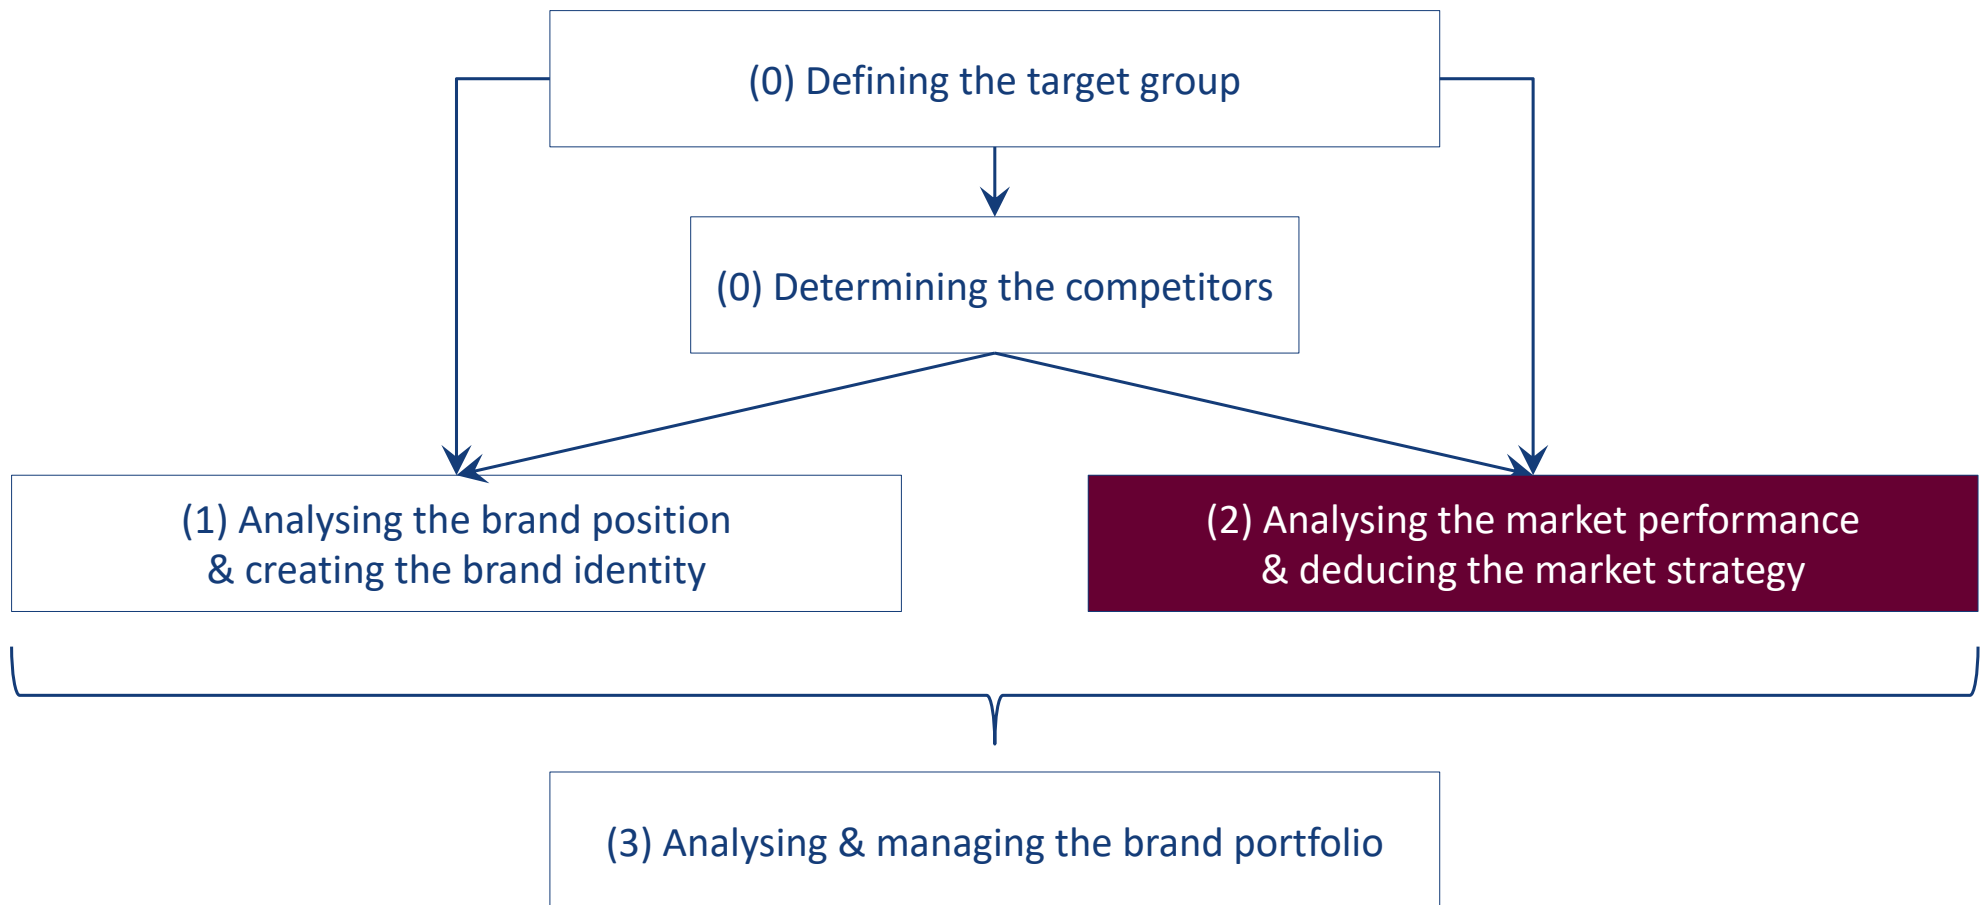 (0) Defining the target group
(0) Determining the competitors
(1) Analysing the brand position
& creating the brand identity
(2) Analysing the market performance
& deducing the market strategy
(3) Analysing & managing the brand portfolio